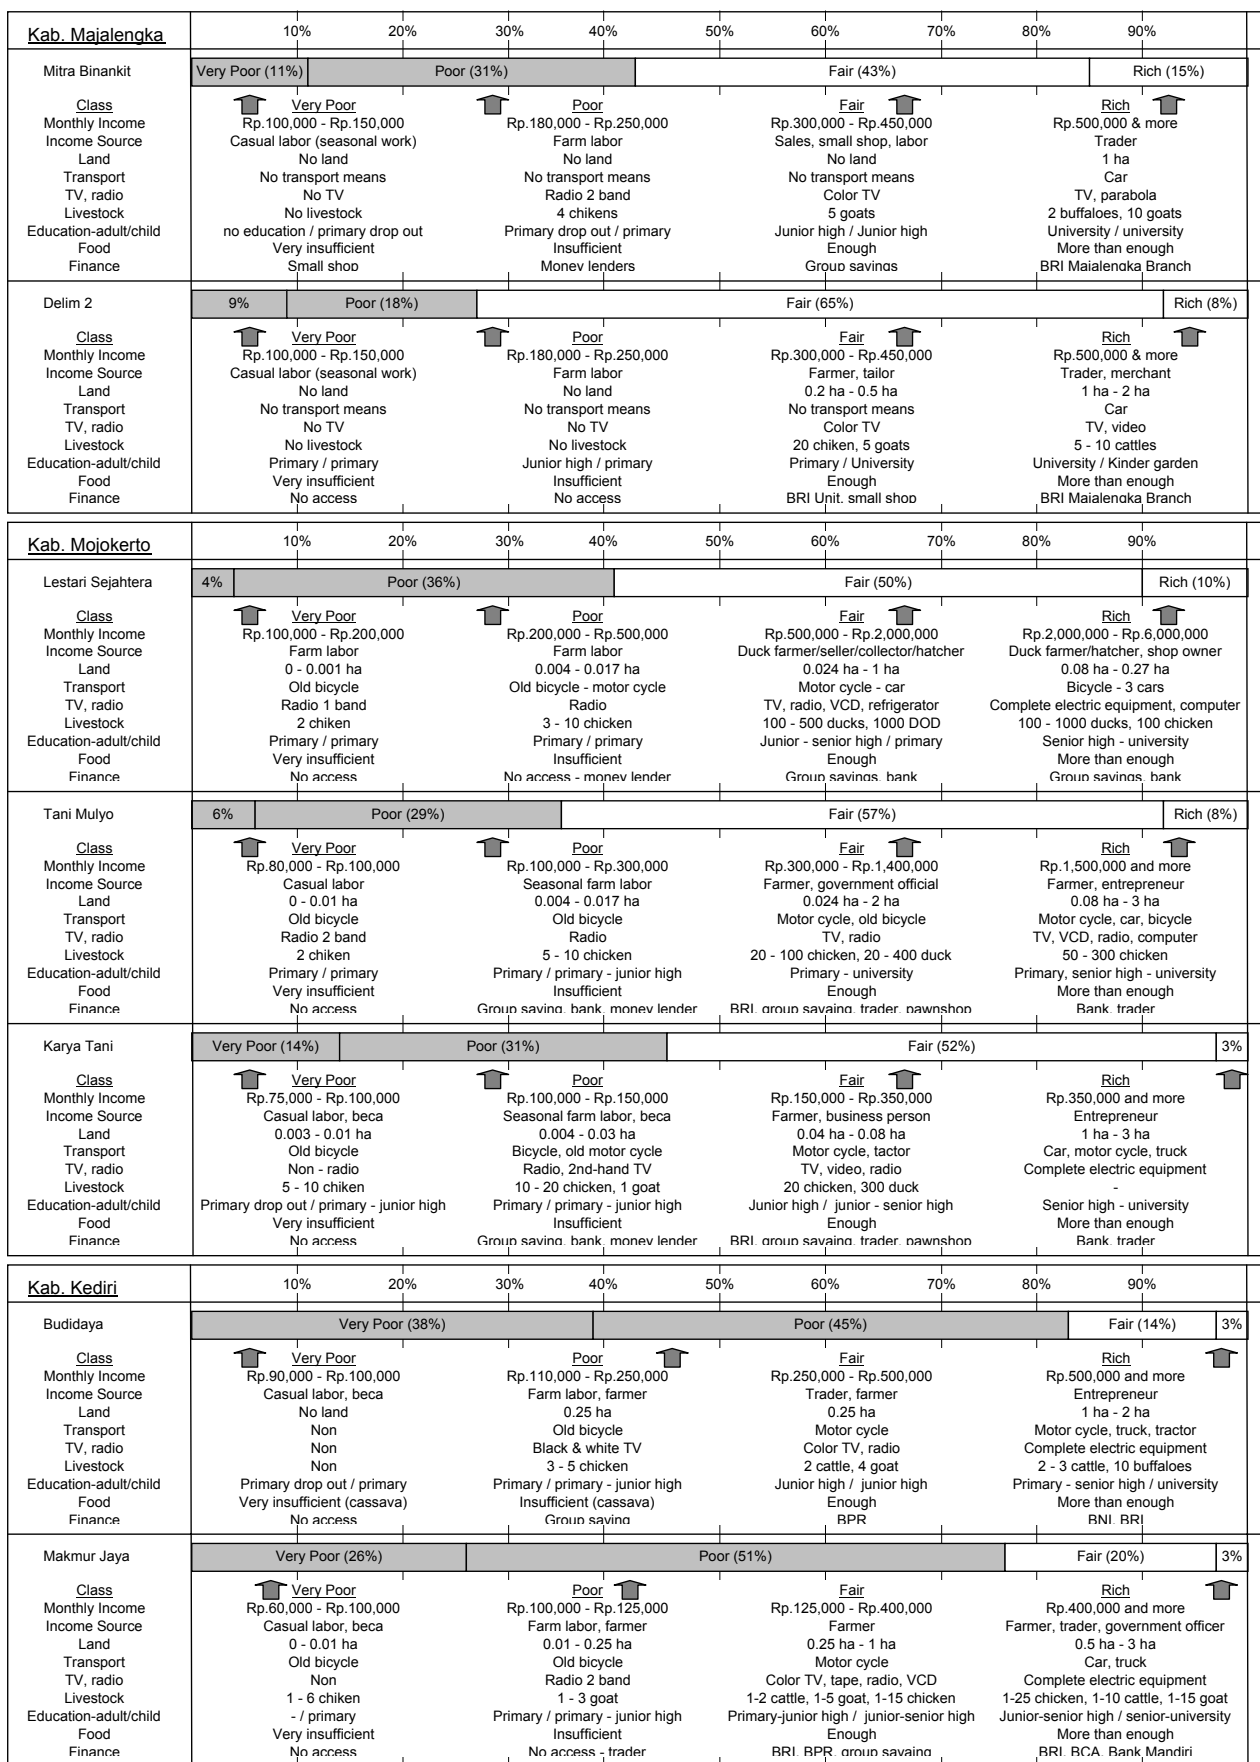 Kab. Majalengka 10% 20% 30% 40% 50% 60% 70% 80% 90%
Mitra Binankit Very Poor (11%) Poor (31%) Fair (43%) Rich (15%)
Class Very Poor Poor Fair Rich
Monthly Income Rp.100,000 - Rp.150,000 Rp.180,000 - Rp.250,000 Rp.300,000 - Rp.450,000 Rp.500,000 & more
Income Source Casual labor (seasonal work) Farm labor Sales, small shop, labor Trader
Land No land No land No land 1 ha
Transport No transport means No transport means No transport means Car
TV, radio No TV Radio 2 band Color TV TV, parabola
Livestock No livestock 4 chikens 5 goats 2 buffaloes, 10 goats
Education-adult/child no education / primary drop out Primary drop out / primary Junior high / Junior high University / university
Food Very insufficient Insufficient Enough More than enough
Finance Small shop Money lenders Group savings BRI Majalengka Branch
Delim 2 9% Poor (18%) Fair (65%) Rich (8%)
Class Very Poor Poor Fair Rich
Monthly Income Rp.100,000 - Rp.150,000 Rp.180,000 - Rp.250,000 Rp.300,000 - Rp.450,000 Rp.500,000 & more
Income Source Casual labor (seasonal work) Farm labor Farmer, tailor Trader, merchant
Land No land No land 0.2 ha - 0.5 ha 1 ha - 2 ha
Transport No transport means No transport means No transport means Car
TV, radio No TV No TV Color TV TV, video
Livestock No livestock No livestock 20 chiken, 5 goats 5 - 10 cattles
Education-adult/child Primary / primary Junior high / primary Primary / University University / Kinder garden
Food Very insufficient Insufficient Enough More than enough
Finance No access No access BRI Unit, small shop BRI Majalengka Branch
Kab. Mojokerto 10% 20% 30% 40% 50% 60% 70% 80% 90%
Lestari Sejahtera 4% Poor (36%) Fair (50%) Rich (10%)
Class Very Poor Poor Fair Rich
Monthly Income Rp.100,000 - Rp.200,000 Rp.200,000 - Rp.500,000 Rp.500,000 - Rp.2,000,000 Rp.2,000,000 - Rp.6,000,000
Income Source Farm labor Farm labor Duck farmer/seller/collector/hatcher Duck farmer/hatcher, shop owner
Land 0 - 0.001 ha 0.004 - 0.017 ha 0.024 ha - 1 ha 0.08 ha - 0.27 ha
Transport Old bicycle Old bicycle - motor cycle Motor cycle - car Bicycle - 3 cars
TV, radio Radio 1 band Radio TV, radio, VCD, refrigerator Complete electric equipment, computer
Livestock 2 chiken 3 - 10 chicken 100 - 500 ducks, 1000 DOD 100 - 1000 ducks, 100 chicken
Education-adult/child Primary / primary Primary / primary Junior - senior high / primary Senior high - university
Food Very insufficient Insufficient Enough More than enough
Finance No access No access - money lender Group savings, bank Group savings, bank
Tani Mulyo 6% Poor (29%) Fair (57%) Rich (8%)
Class Very Poor Poor Fair Rich
Monthly Income Rp.80,000 - Rp.100,000 Rp.100,000 - Rp.300,000 Rp.300,000 - Rp.1,400,000 Rp.1,500,000 and more
Income Source Casual labor Seasonal farm labor Farmer, government official Farmer, entrepreneur
Land 0 - 0.01 ha 0.004 - 0.017 ha 0.024 ha - 2 ha 0.08 ha - 3 ha
Transport Old bicycle Old bicycle Motor cycle, old bicycle Motor cycle, car, bicycle
TV, radio Radio 2 band Radio TV, radio TV, VCD, radio, computer
Livestock 2 chiken 5 - 10 chicken 20 - 100 chicken, 20 - 400 duck 50 - 300 chicken
Education-adult/child Primary / primary Primary / primary - junior high Primary - university Primary, senior high - university
Food Very insufficient Insufficient Enough More than enough
Finance No access Group saving, bank, money lender BRI, group savaing, trader, pawnshop Bank, trader
Karya Tani Very Poor (14%) Poor (31%) Fair (52%) 3%
Class Very Poor Poor Fair Rich
Monthly Income Rp.75,000 - Rp.100,000 Rp.100,000 - Rp.150,000 Rp.150,000 - Rp.350,000 Rp.350,000 and more
Income Source Casual labor, beca Seasonal farm labor, beca Farmer, business person Entrepreneur
Land 0.003 - 0.01 ha 0.004 - 0.03 ha 0.04 ha - 0.08 ha 1 ha - 3 ha
Transport Old bicycle Bicycle, old motor cycle Motor cycle, tactor Car, motor cycle, truck
TV, radio Non - radio Radio, 2nd-hand TV TV, video, radio Complete electric equipment
Livestock 5 - 10 chiken 10 - 20 chicken, 1 goat 20 chicken, 300 duck -
Education-adult/child Primary drop out / primary - junior high Primary / primary - junior high Junior high / junior - senior high Senior high - university
Food Very insufficient Insufficient Enough More than enough
Finance No access Group saving, bank, money lender BRI, group savaing, trader, pawnshop Bank, trader
Kab. Kediri 10% 20% 30% 40% 50% 60% 70% 80% 90%
Budidaya Very Poor (38%) Poor (45%) Fair (14%) 3%
Class Very Poor Poor Fair Rich
Monthly Income Rp.90,000 - Rp.100,000 Rp.110,000 - Rp.250,000 Rp.250,000 - Rp.500,000 Rp.500,000 and more
Income Source Casual labor, beca Farm labor, farmer Trader, farmer Entrepreneur
Land No land 0.25 ha 0.25 ha 1 ha - 2 ha
Transport Non Old bicycle Motor cycle Motor cycle, truck, tractor
TV, radio Non Black & white TV Color TV, radio Complete electric equipment
Livestock Non 3 - 5 chicken 2 cattle, 4 goat 2 - 3 cattle, 10 buffaloes
Education-adult/child Primary drop out / primary Primary / primary - junior high Junior high / junior high Primary - senior high / university
Food Very insufficient (cassava) Insufficient (cassava) Enough More than enough
Finance No access Group saving BPR BNI, BRI
Makmur Jaya Very Poor (26%) Poor (51%) Fair (20%) 3%
Class Very Poor Poor Fair Rich
Monthly Income Rp.60,000 - Rp.100,000 Rp.100,000 - Rp.125,000 Rp.125,000 - Rp.400,000 Rp.400,000 and more
Income Source Casual labor, beca Farm labor, farmer Farmer Farmer, trader, government officer
Land 0 - 0.01 ha 0.01 - 0.25 ha 0.25 ha - 1 ha 0.5 ha - 3 ha
Transport Old bicycle Old bicycle Motor cycle Car, truck
TV, radio Non Radio 2 band Color TV, tape, radio, VCD Complete electric equipment
Livestock 1 - 6 chiken 1 - 3 goat 1-2 cattle, 1-5 goat, 1-15 chicken 1-25 chicken, 1-10 cattle, 1-15 goat
Education-adult/child - / primary Primary / primary - junior high Primary-junior high / junior-senior high Junior-senior high / senior-university
Food Very insufficient Insufficient Enough More than enough
Finance No access No access - trader BRI, BPR, group savaing BRI, BCA, Bank Mandiri